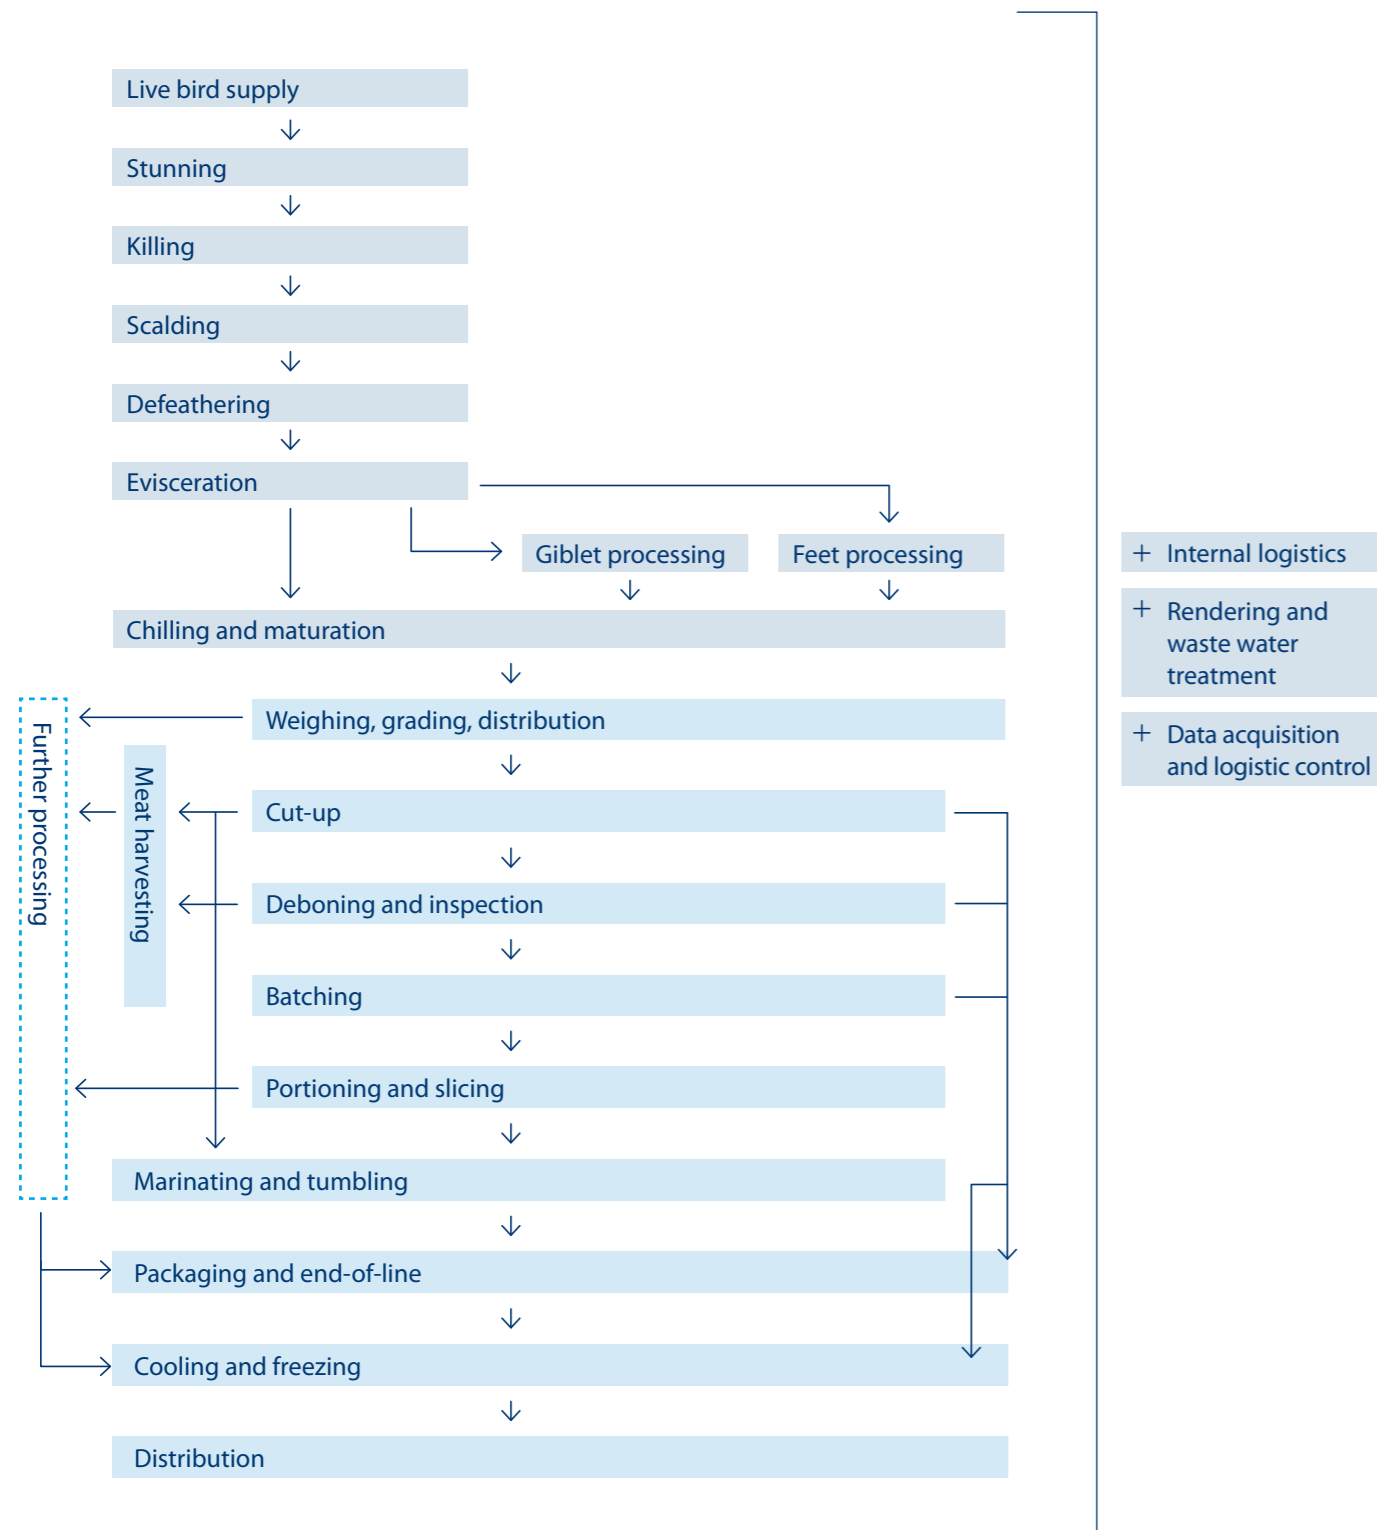 Live bird supply
Stunning
Killing
Scalding
Defeathering
Evisceration
Giblet processing
Feet processing
Chilling and maturation
Weighing, grading, distribution
Further processing
Meat harvesting
Cut-up
Deboning and inspection
Batching
Portioning and slicing
Marinating and tumbling
Packaging and end-of-line
Cooling and freezing
Distribution
+ Internal logistics
+ Rendering and
waste water
treatment
+ Data acquisition
and logistic control